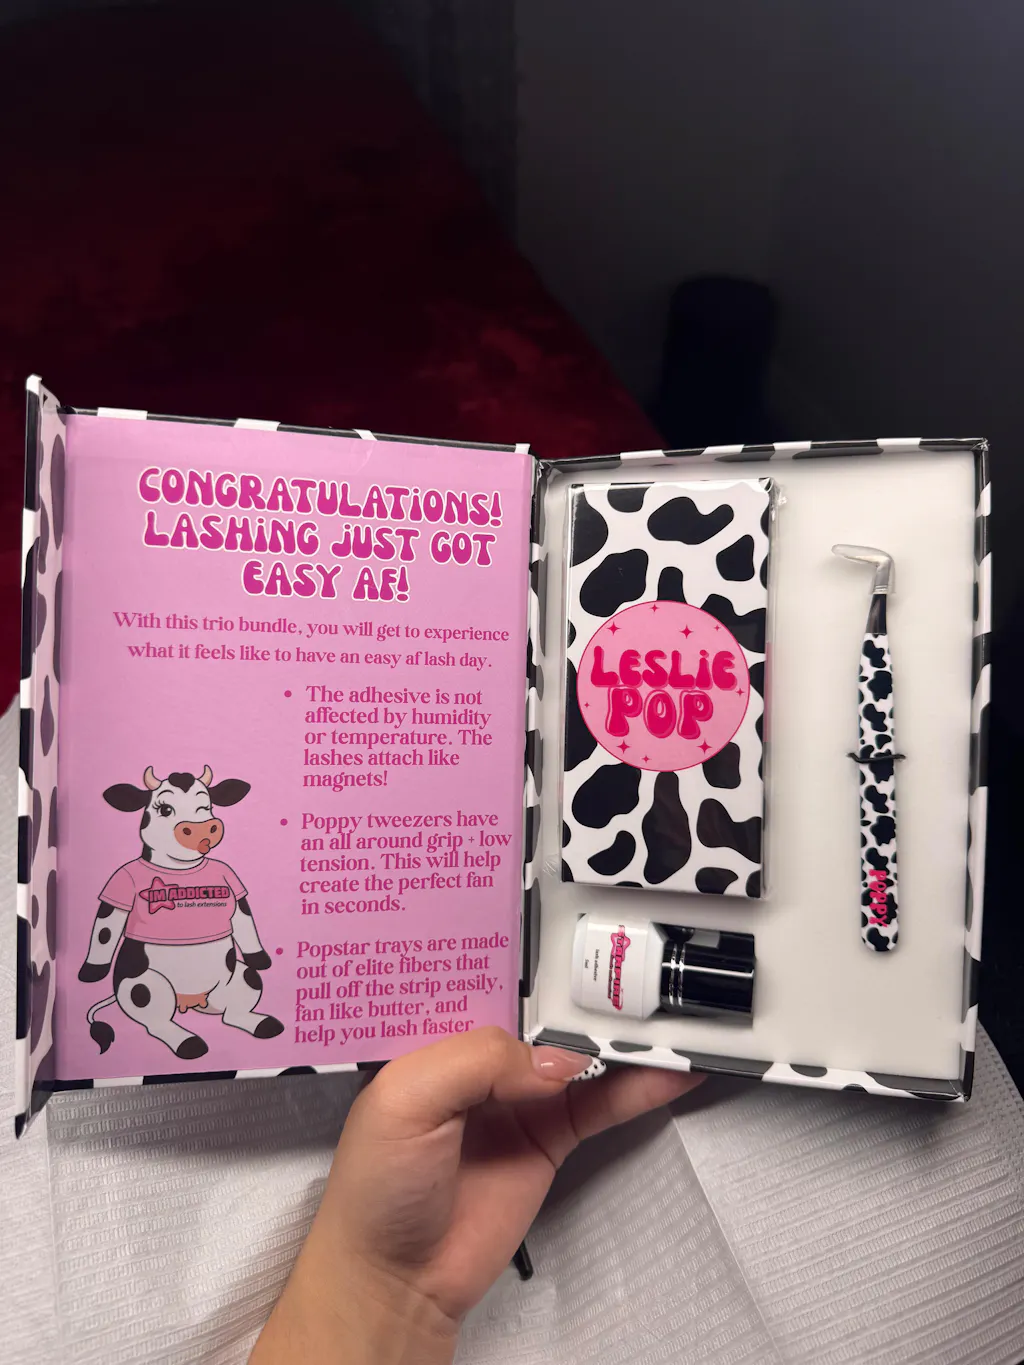 CONGRATULATIONS!
LASHING JUST GOT
EASY AF!
With this trio bundle, you will get to experience
what it feels like to have an easy af lash day.
• The adhesive is not
affected by humidity
or temperature. The
lashes attach like
magnets!
• Poppy tweezers have
an all around grip + low
tension. This will help
create the perfect fan
in seconds.
• Popstar trays are made
out of elite fibers that
pull off the strip easily,
fan like butter, and
help you lash faster
IM ADDICTED
to lash extensions
LESLIE
POP
POPPY
lash adhesive
5ml